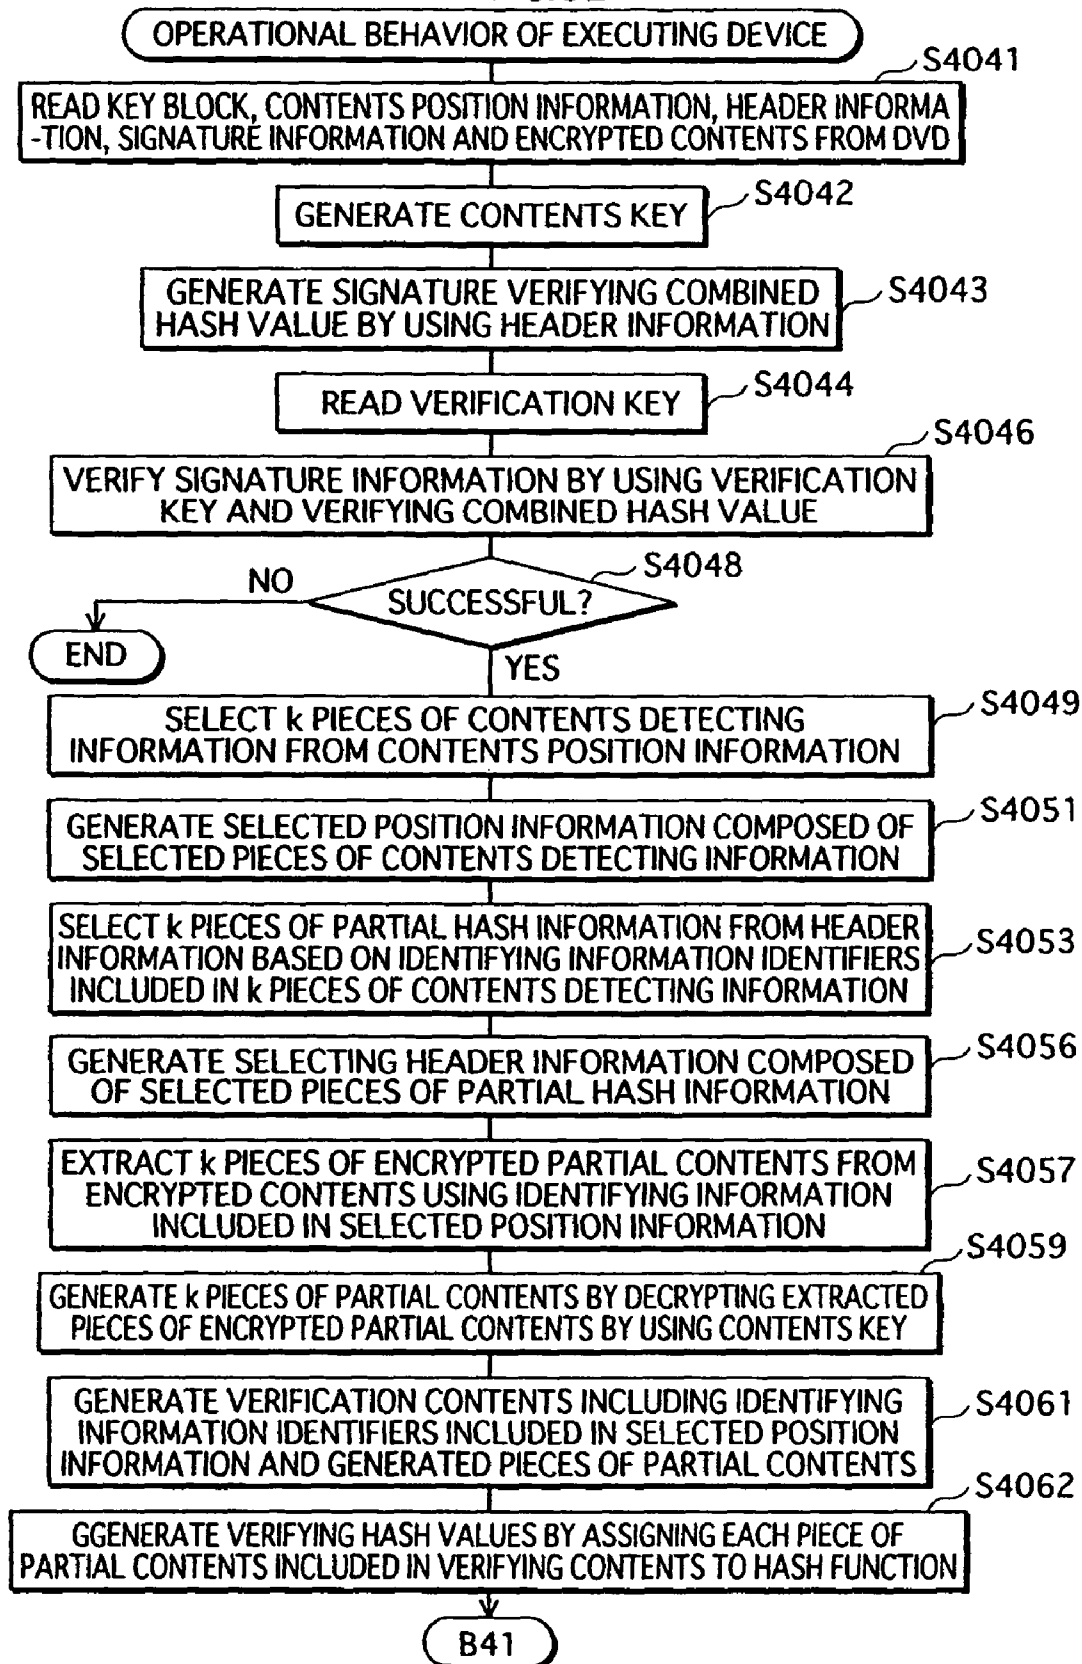 OPERATIONAL BEHAVIOR OF EXECUTING DEVICE
S4041
READ KEY BLOCK, CONTENTS POSITION INFORMATION, HEADER INFORMA
-TION, SIGNATURE INFORMATION AND ENCRYPTED CONTENTS FROM DVD
S4042
GENERATE CONTENTS KEY
S4043
GENERATE SIGNATURE VERIFYING COMBINED
HASH VALUE BY USING HEADER INFORMATION
S4044
READ VERIFICATION KEY
S4046
VERIFY SIGNATURE INFORMATION BY USING VERIFICATION
KEY AND VERIFYING COMBINED HASH VALUE
S4048
NO
SUCCESSFUL?
END
YES
S4049
SELECT k PIECES OF CONTENTS DETECTING
INFORMATION FROM CONTENTS POSITION INFORMATION
S4051
GENERATE SELECTED POSITION INFORMATION COMPOSED OF
SELECTED PIECES OF CONTENTS DETECTING INFORMATION
S4053
SELECT k PIECES OF PARTIAL HASH INFORMATION FROM HEADER
INFORMATION BASED ON IDENTIFYING INFORMATION IDENTIFIERS
INCLUDED IN k PIECES OF CONTENTS DETECTING INFORMATION
S4056
GENERATE SELECTING HEADER INFORMATION COMPOSED
OF SELECTED PIECES OF PARTIAL HASH INFORMATION
S4057
EXTRACT k PIECES OF ENCRYPTED PARTIAL CONTENTS FROM
ENCRYPTED CONTENTS USING IDENTIFYING INFORMATION
INCLUDED IN SELECTED POSITION INFORMATION
S4059
GENERATE k PIECES OF PARTIAL CONTENTS BY DECRYPTING EXTRACTED
PIECES OF ENCRYPTED PARTIAL CONTENTS BY USING CONTENTS KEY
S4061
GENERATE VERIFICATION CONTENTS INCLUDING IDENTIFYING
INFORMATION IDENTIFIERS INCLUDED IN SELECTED POSITION
INFORMATION AND GENERATED PIECES OF PARTIAL CONTENTS
S4062
GGENERATE VERIFYING HASH VALUES BY ASSIGNING EACH PIECE OF
PARTIAL CONTENTS INCLUDED IN VERIFYING CONTENTS TO HASH FUNCTION
B41